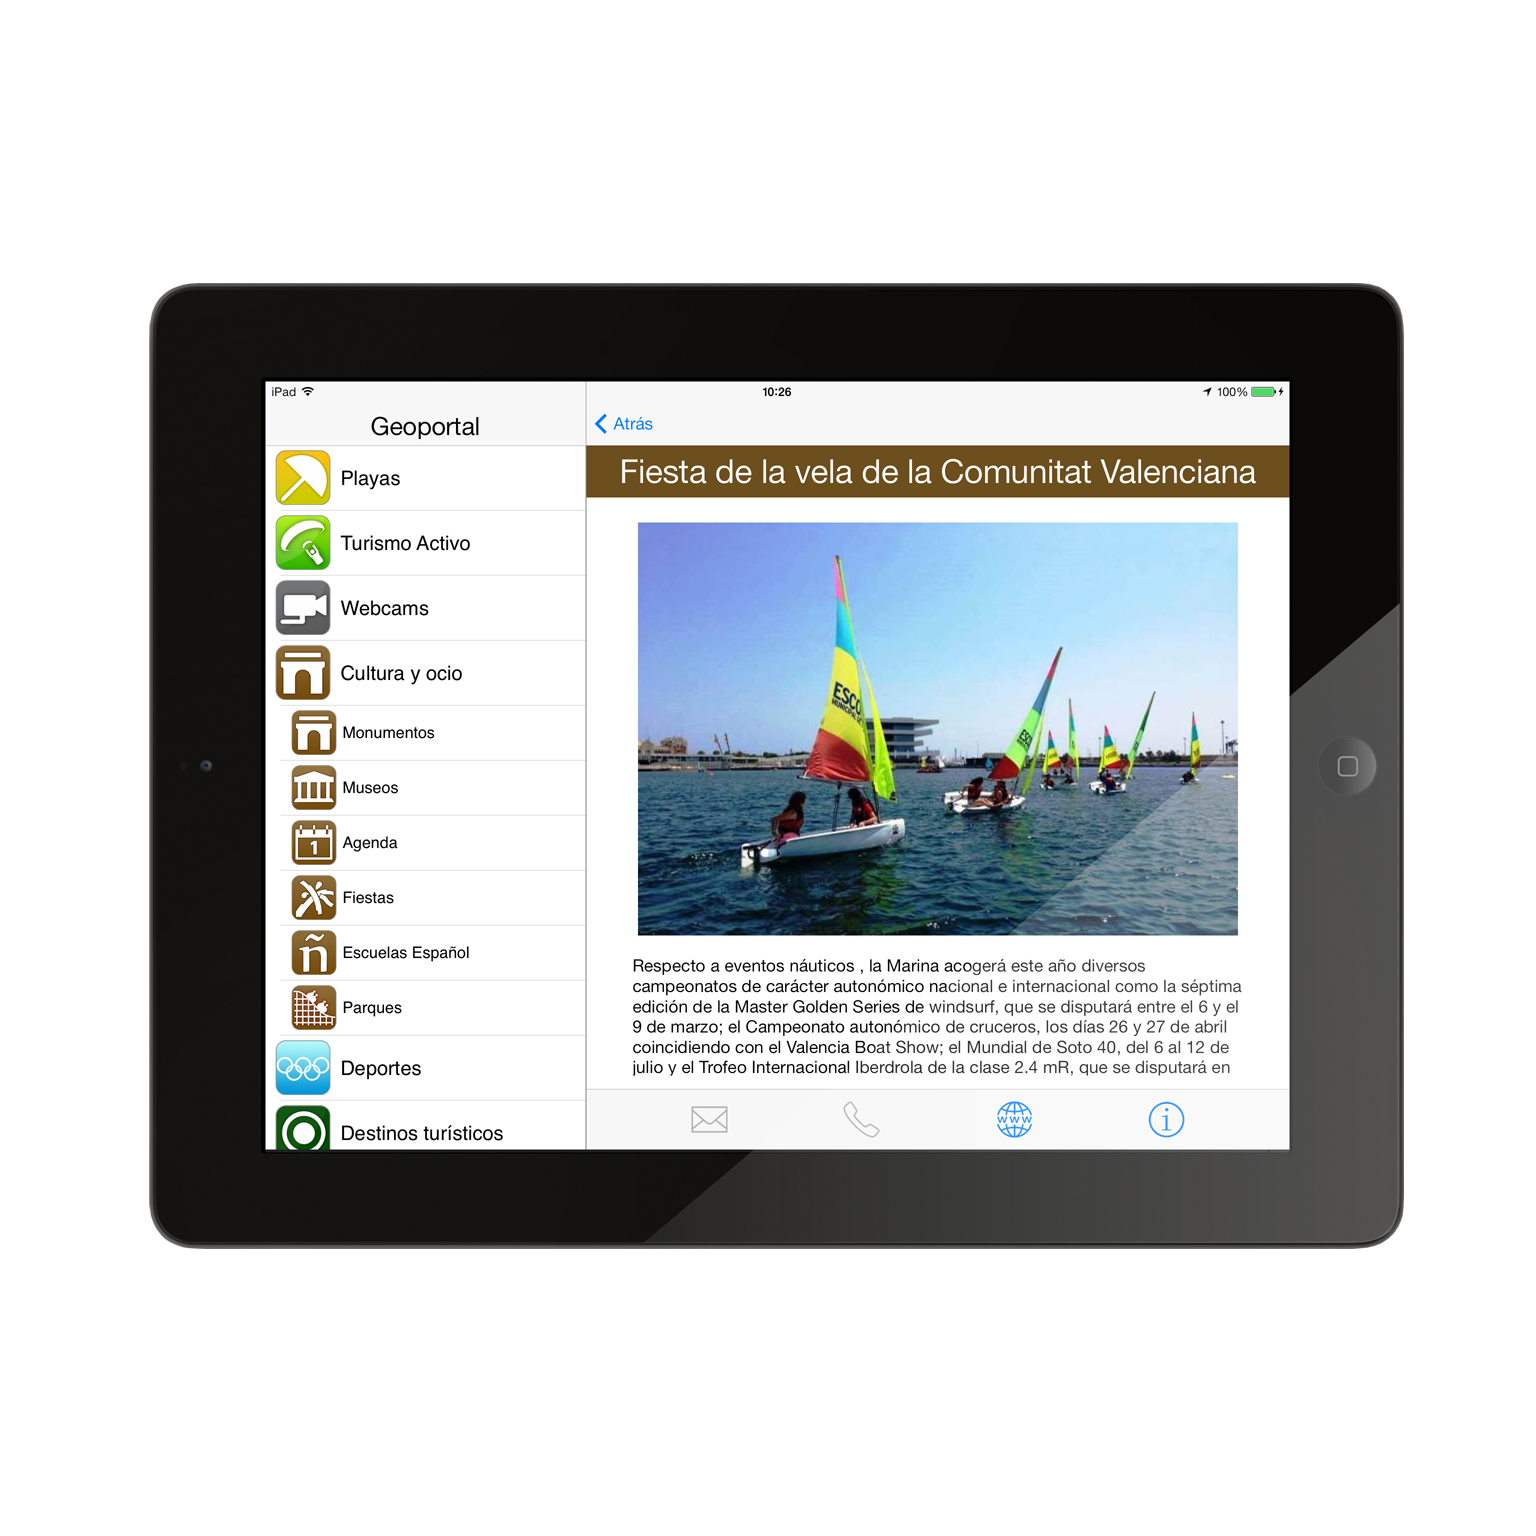 iPad
10:26
100%
Geoportal
Atrás
Playas
Turismo Activo
Webcams
Cultura y ocio
Monumentos
Museos
1
Agenda
Fiestas
ñ
Escuelas Español
Parques
Deportes
Destinos turísticos
Fiesta de la vela de la Comunitat Valenciana
ESCO
MUNICIPAL
ESC
Respecto a eventos náuticos , la Marina acogerá este año diversos
campeonatos de carácter autonómico nacional e internacional como la séptima
edición de la Master Golden Series de windsurf, que se disputará entre el 6 y el
9 de marzo; el Campeonato autonómico de cruceros, los días 26 y 27 de abril
coincidiendo con el Valencia Boat Show; el Mundial de Soto 40, del 6 al 12 de
julio y el Trofeo Internacional Iberdrola de la clase 2.4 mR, que se disputará en
www
i